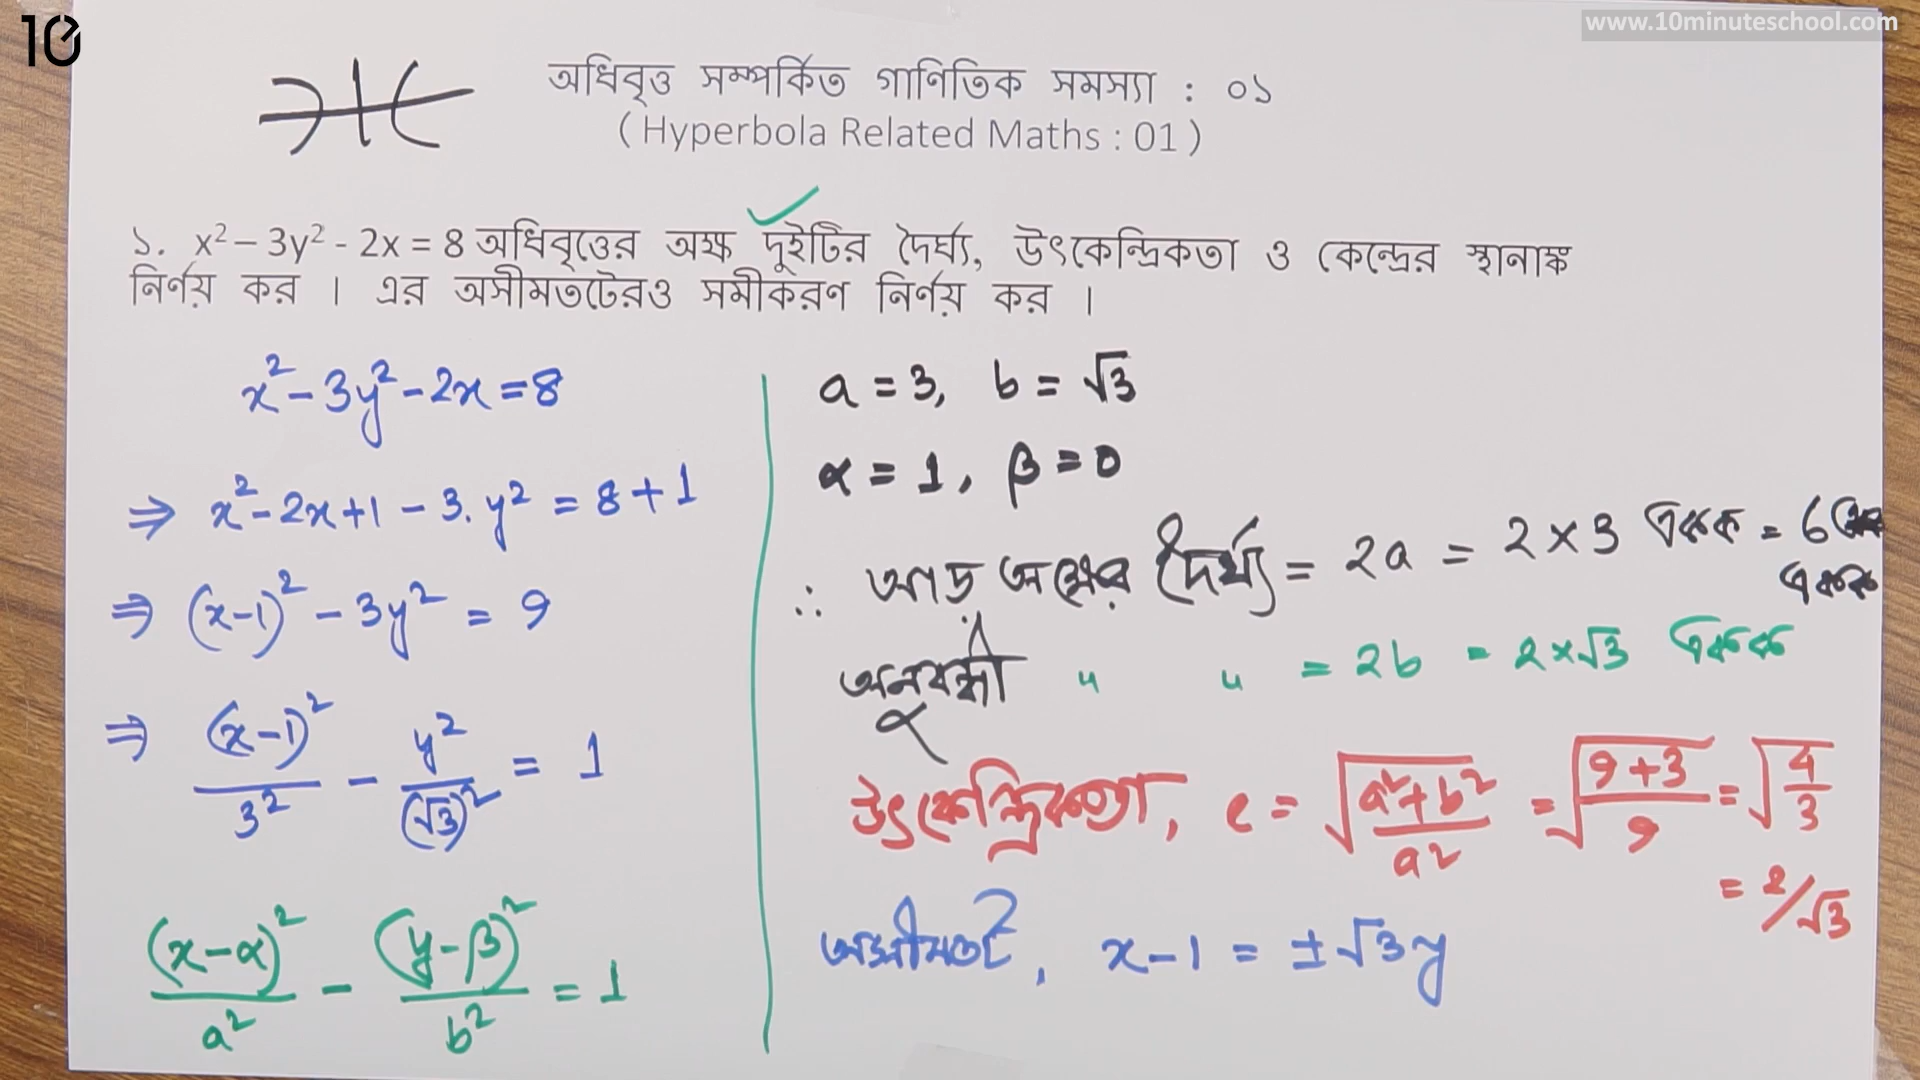 10
www.10minuteschool.com
অধিবৃত্ত সম্পর্কিত গাণিতিক সমস্যা : ০১
( Hyperbola Related Maths : 01 )
১. x² – 3y² - 2x = 8 অধিবৃত্তের অক্ষ দুইটির দৈর্ঘ্য, উৎকেন্দ্রিকতা ও কেন্দ্রের স্থানাঙ্ক
নির্ণয় কর । এর অসীমতটেরও সমীকরণ নির্ণয় কর ।
x² - 3y² - 2x = 8
⇒ x² - 2x + 1 - 3. y² = 8 + 1
⇒ (x-1)² - 3y² = 9
⇒ (x-1)²/3² - y²/(√3)² = 1
(x-α)²/a² - (y-β)²/b² = 1
a = 3, b = √3
α = 1, β = 0
∴ আড় অক্ষের দৈর্ঘ্য = 2a = 2 × 3 একক = 6 একক
অনুবন্ধী " " = 2b = 2×√3 একক
উৎকেন্দ্রিকতা, e = √(a²+b²/a²) = √(9+3/9) = √(4/3)
= 2/√3
অসীমতট, x-1 = ±√3y